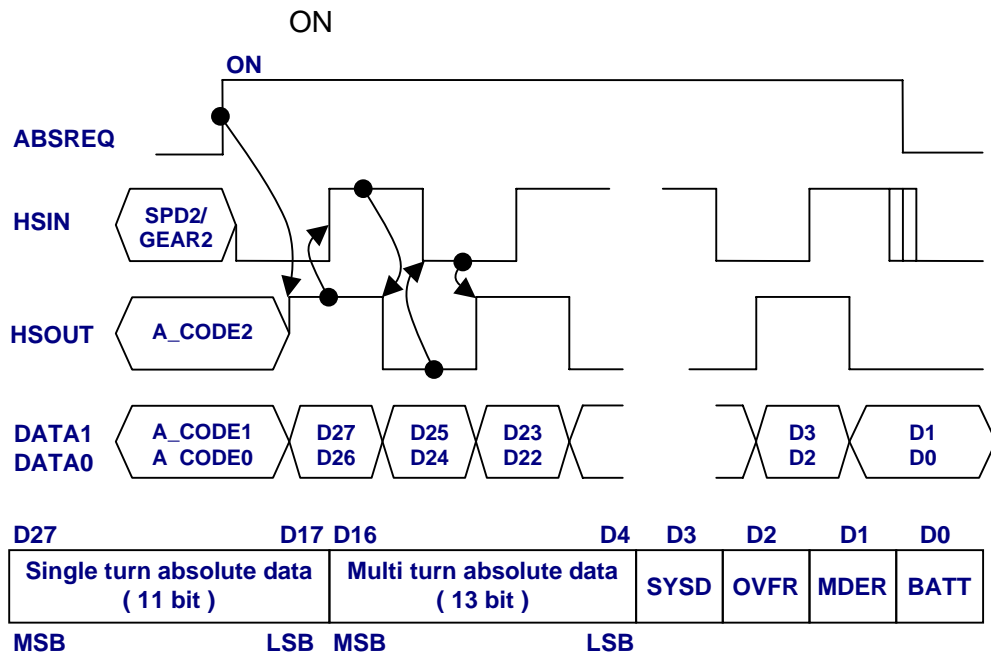 ON
ON
ABSREQ
HSIN
SPD2/
GEAR2
HSOUT
A_CODE2
DATA1
DATA0
A_CODE1
A CODE0
D27
D26
D25
D24
D23
D22
D3
D2
D1
D0
D27 D17 D16 D4 D3 D2 D1 D0
Single turn absolute data
( 11 bit )
Multi turn absolute data
( 13 bit )
SYSD OVFR MDER BATT
MSB LSB MSB LSB